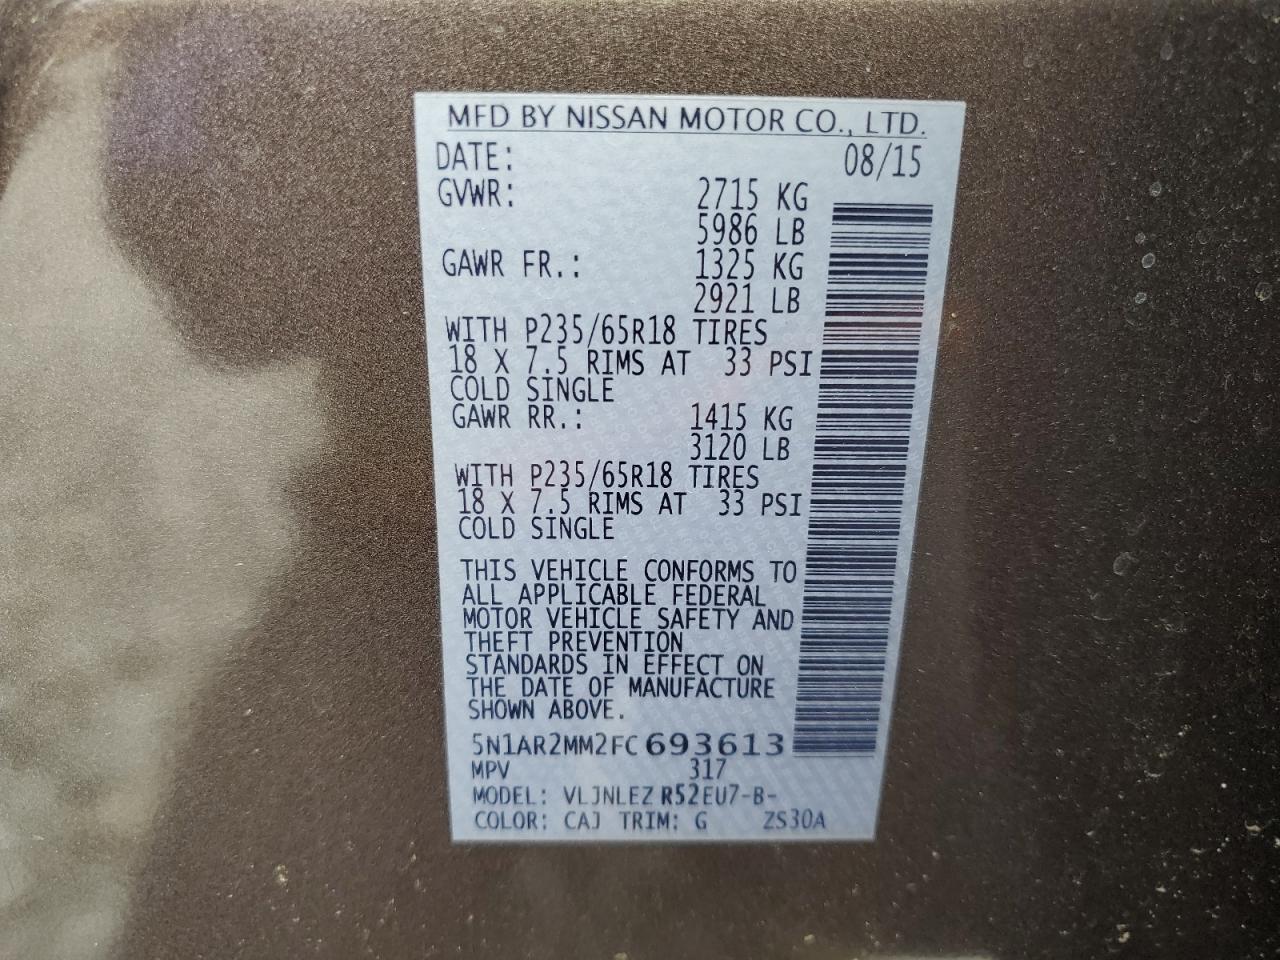 MFD BY NISSAN MOTOR CO., LTD.
DATE: 08/15
GVWR: 2715 KG
5986 LB
GAWR FR.: 1325 KG
2921 LB
WITH P235/65R18 TIRES
18 X 7.5 RIMS AT 33 PSI
COLD SINGLE
GAWR RR.: 1415 KG
3120 LB
WITH P235/65R18 TIRES
18 X 7.5 RIMS AT 33 PSI
COLD SINGLE
THIS VEHICLE CONFORMS TO
ALL APPLICABLE FEDERAL
MOTOR VEHICLE SAFETY AND
THEFT PREVENTION
STANDARDS IN EFFECT ON
THE DATE OF MANUFACTURE
SHOWN ABOVE.
5N1AR2MM2FC693613
MPV 317
MODEL: VLJNLEZ R52EU7-B-
COLOR: CAJ TRIM: G ZS30A